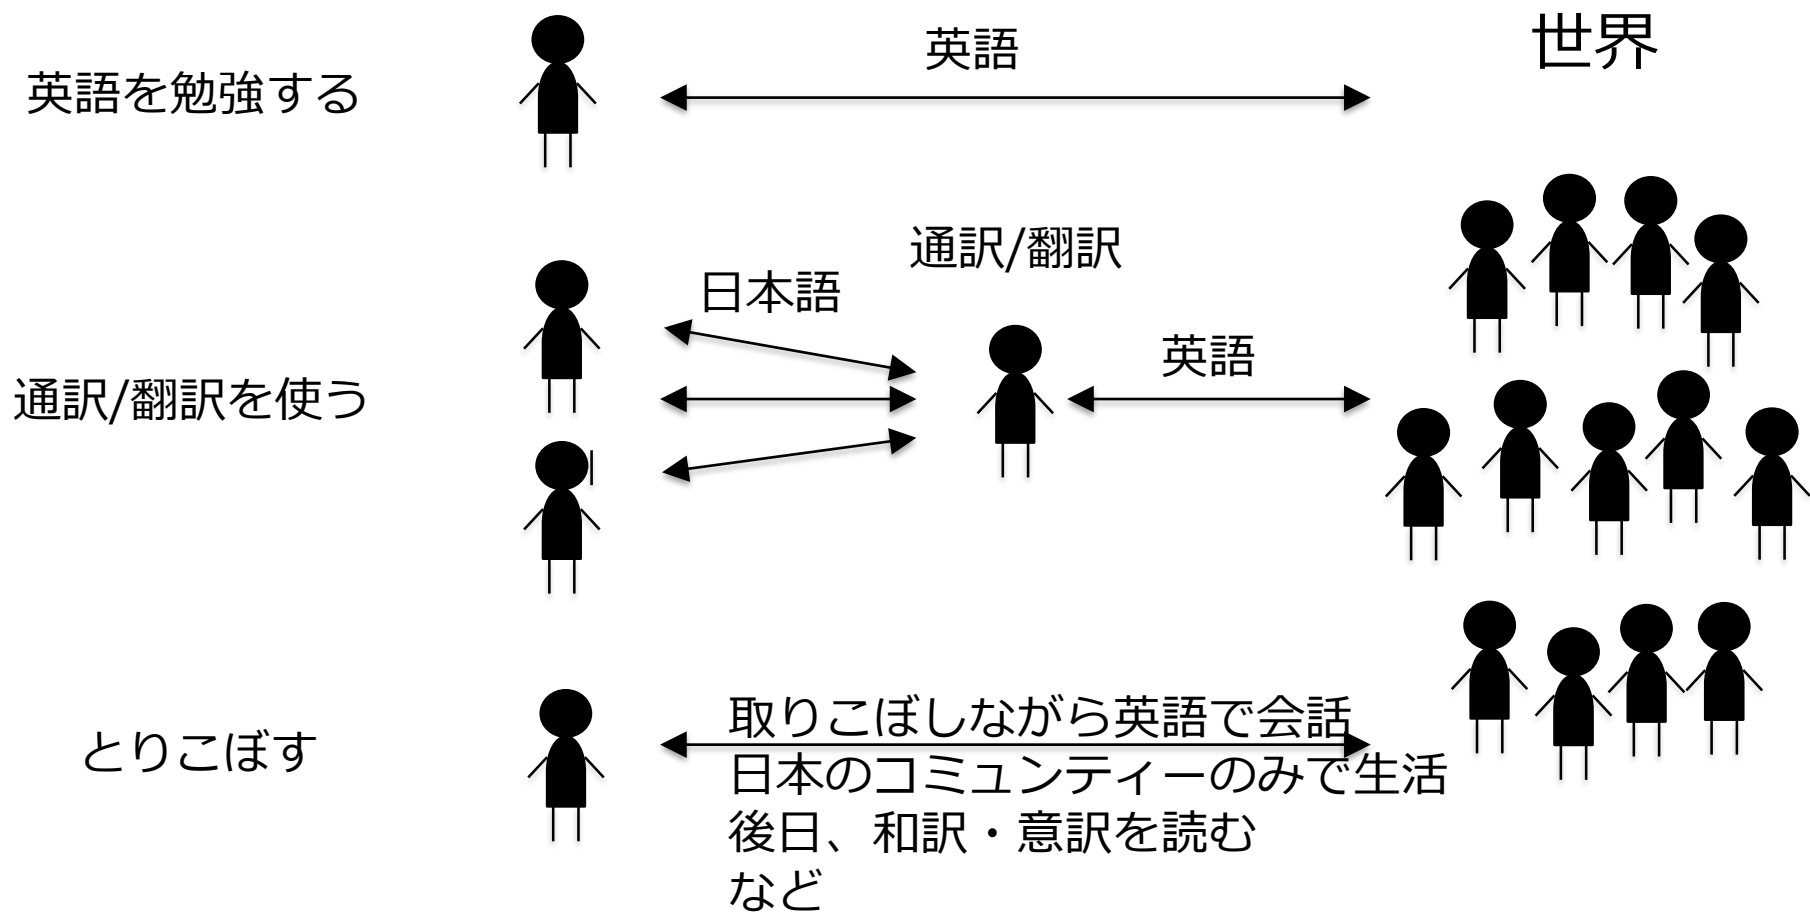 世界
英語を勉強する
英語
通訳/翻訳を使う
日本語
通訳/翻訳
英語
とりこぼす
取りこぼしながら英語で会話
日本のコミュンティーのみで生活
後日、和訳・意訳を読む
など